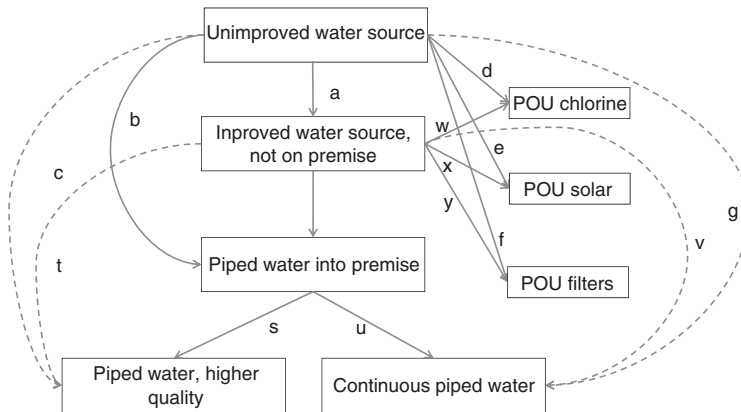 Unimproved water source
a
b
c
d
POU chlorine
Inproved water source,
not on premise
w
e
x
POU solar
y
g
t
f
v
Piped water into premise
POU filters
s
u
Piped water, higher
quality
Continuous piped water